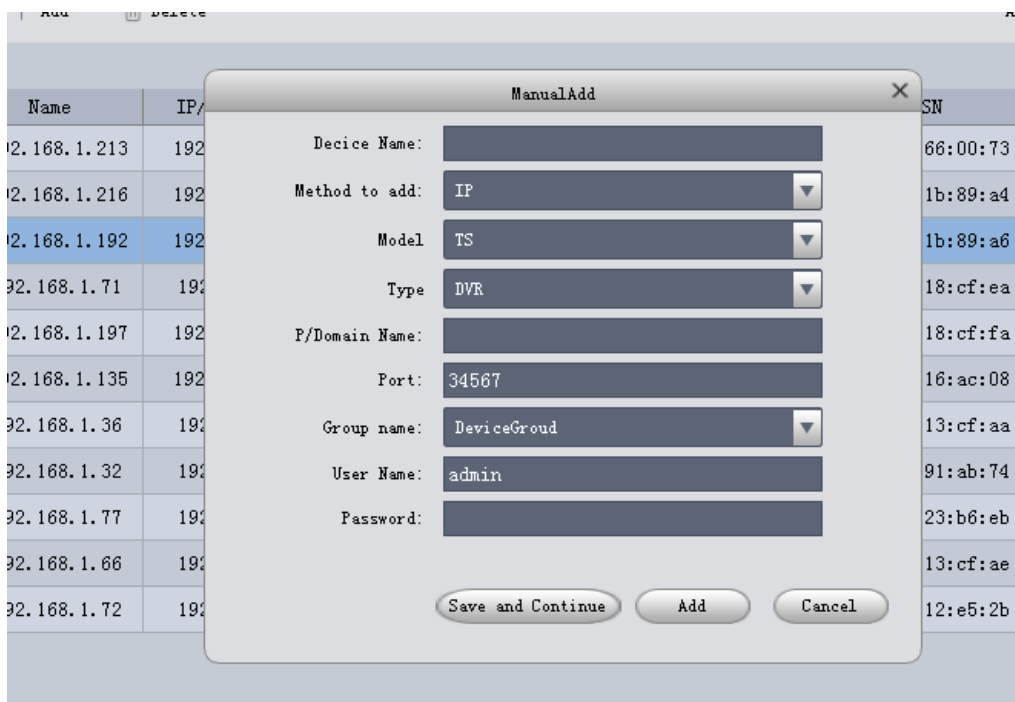 Add Delete
ManualAdd
Name IP/ SN
Decice Name:
2.168.1.213 192 66:00:73
Method to add: IP
2.168.1.216 192 1b:89:a4
Model TS
2.168.1.192 192 1b:89:a6
Type DVR
92.168.1.71 192 18:cf:ea
P/Domain Name:
2.168.1.197 192 18:cf:fa
Port: 34567
2.168.1.135 192 16:ac:08
Group name: DeviceGroud
92.168.1.36 192 13:cf:aa
User Name: admin
92.168.1.32 192 91:ab:74
Password:
92.168.1.77 192 23:b6:eb
92.168.1.66 192 13:cf:ae
Save and Continue Add Cancel
92.168.1.72 192 12:e5:2b